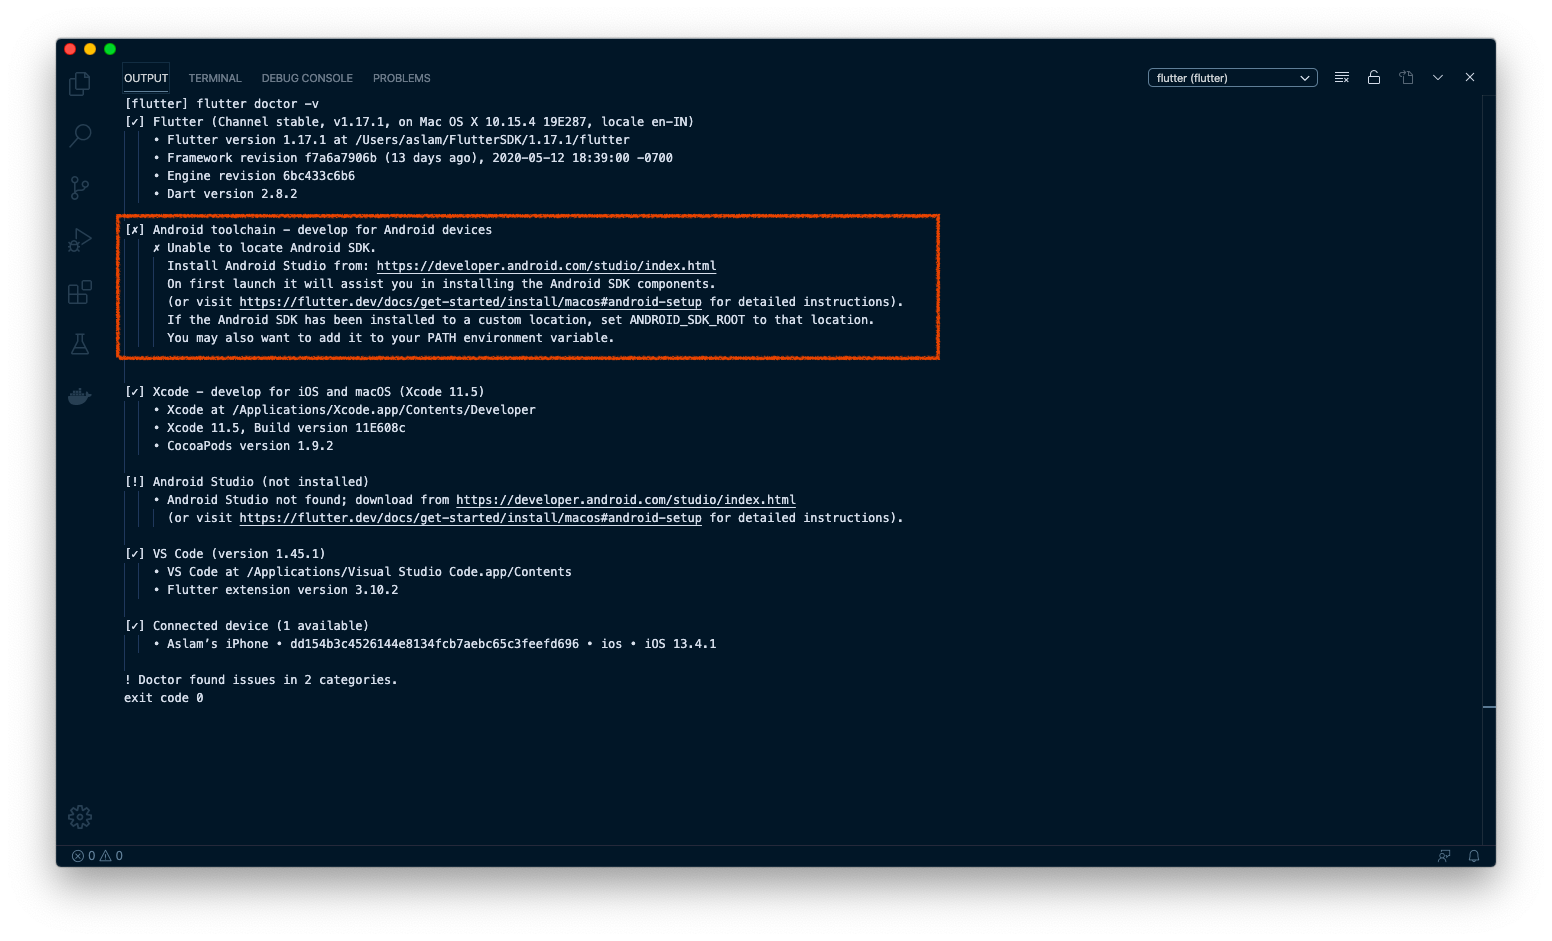 OUTPUT TERMINAL DEBUG CONSOLE PROBLEMS flutter (flutter)
[flutter] flutter doctor -v
[✓] Flutter (Channel stable, v1.17.1, on Mac OS X 10.15.4 19E287, locale en-IN)
• Flutter version 1.17.1 at /Users/aslam/FlutterSDK/1.17.1/flutter
• Framework revision f7a6a7906b (13 days ago), 2020-05-12 18:39:00 -0700
• Engine revision 6bc433c6b6
• Dart version 2.8.2
[✗] Android toolchain - develop for Android devices
✗ Unable to locate Android SDK.
Install Android Studio from: https://developer.android.com/studio/index.html
On first launch it will assist you in installing the Android SDK components.
(or visit https://flutter.dev/docs/get-started/install/macos#android-setup for detailed instructions).
If the Android SDK has been installed to a custom location, set ANDROID_SDK_ROOT to that location.
You may also want to add it to your PATH environment variable.
[✓] Xcode - develop for iOS and macOS (Xcode 11.5)
• Xcode at /Applications/Xcode.app/Contents/Developer
• Xcode 11.5, Build version 11E608c
• CocoaPods version 1.9.2
[!] Android Studio (not installed)
• Android Studio not found; download from https://developer.android.com/studio/index.html
(or visit https://flutter.dev/docs/get-started/install/macos#android-setup for detailed instructions).
[✓] VS Code (version 1.45.1)
• VS Code at /Applications/Visual Studio Code.app/Contents
• Flutter extension version 3.10.2
[✓] Connected device (1 available)
• Aslam’s iPhone • dd154b3c4526144e8134fcb7aebc65c3feefd696 • ios • iOS 13.4.1
! Doctor found issues in 2 categories.
exit code 0
0 0